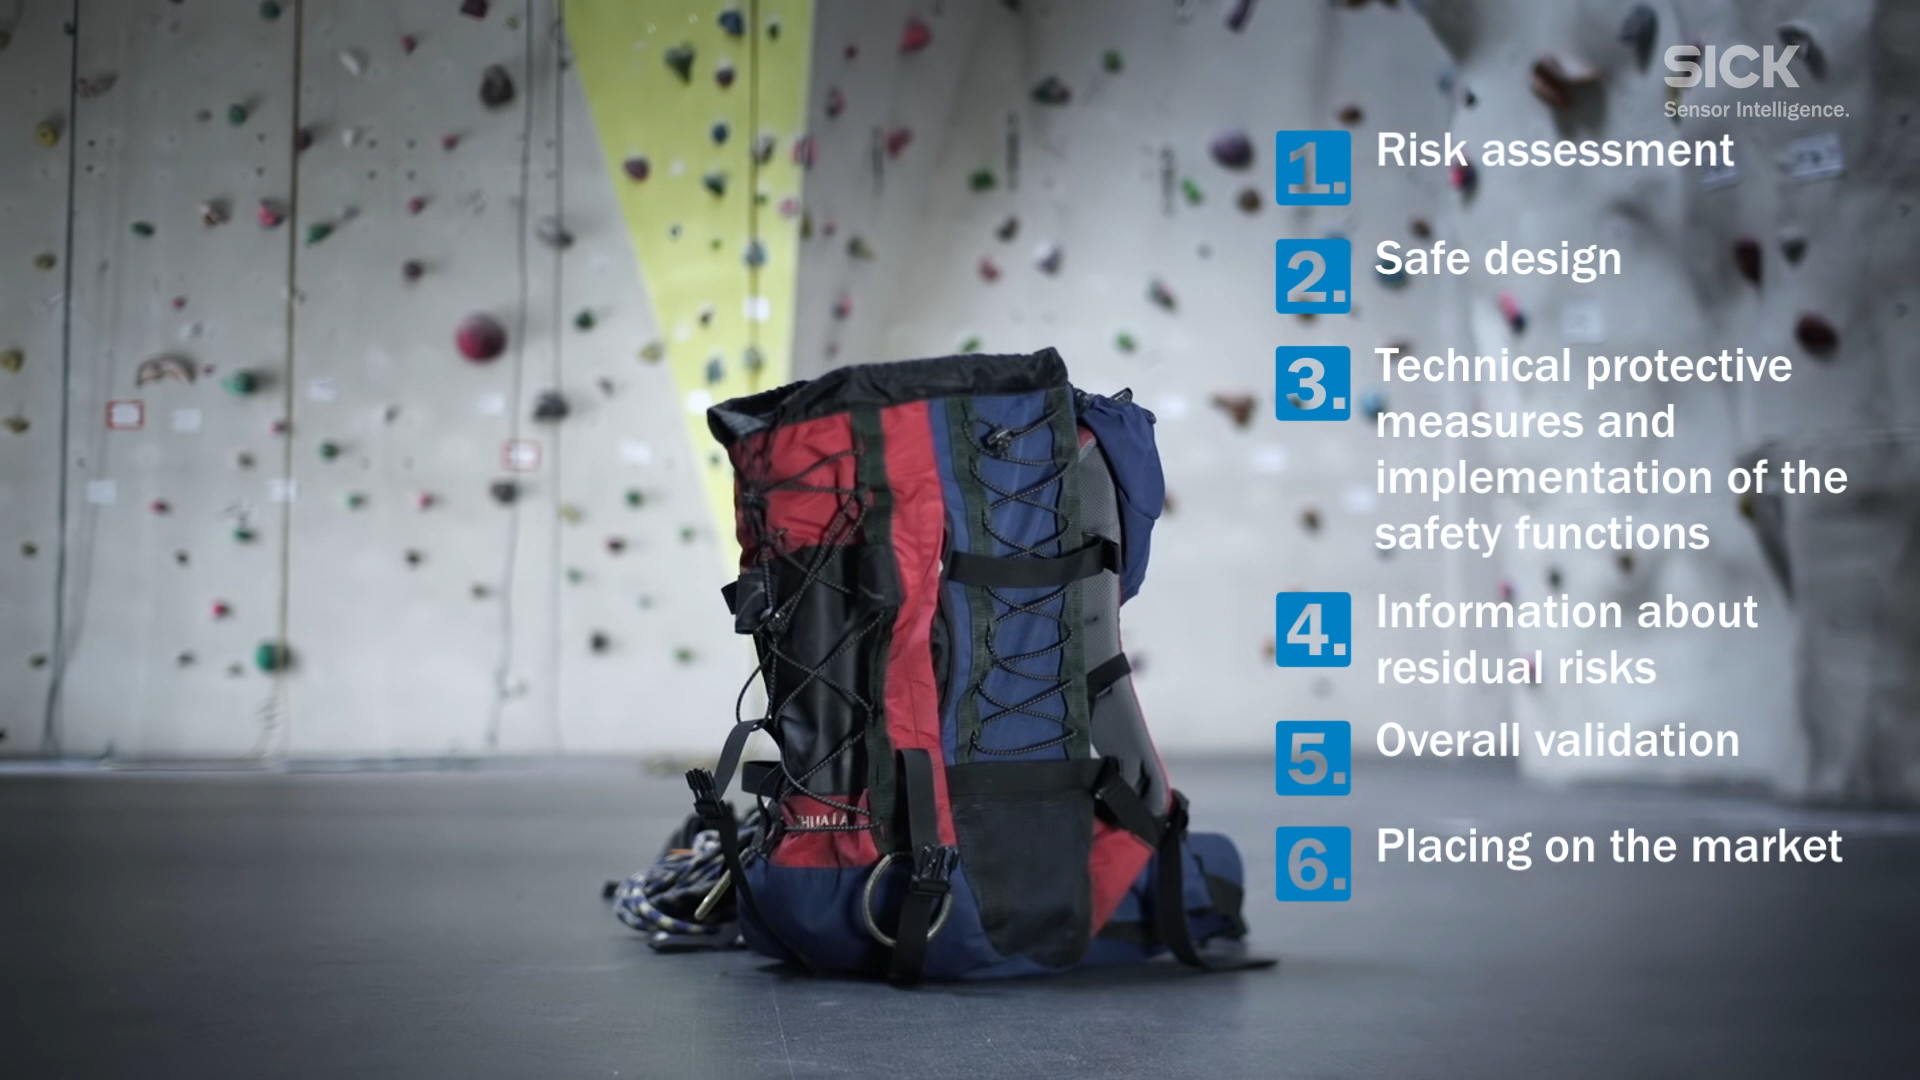 SICK
Sensor Intelligence.
1. Risk assessment
2. Safe design
3. Technical protective
measures and
implementation of the
safety functions
4. Information about
residual risks
5. Overall validation
6. Placing on the market